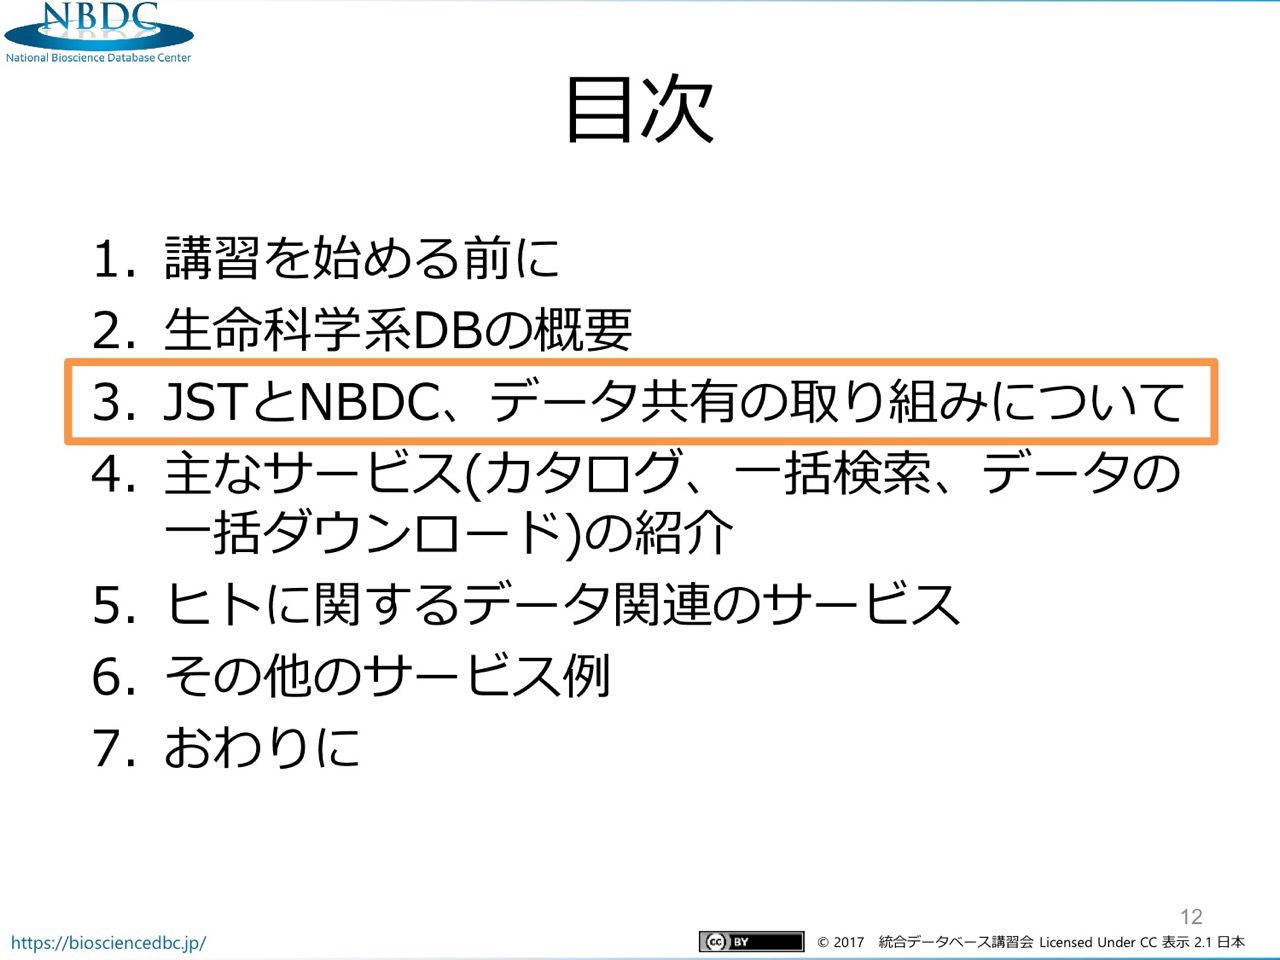 NBDC
National Bioscience Database Center
目次
1. 講習を始める前に
2. 生命科学系DBの概要
3. JSTとNBDC、データ共有の取り組みについて
4. 主なサービス(カタログ、一括検索、データの
一括ダウンロード)の紹介
5. ヒトに関するデータ関連のサービス
6. その他のサービス例
7. おわりに
12
https://biosciencedbc.jp/
cc BY © 2017 統合データベース講習会 Licensed Under CC 表示 2.1 日本